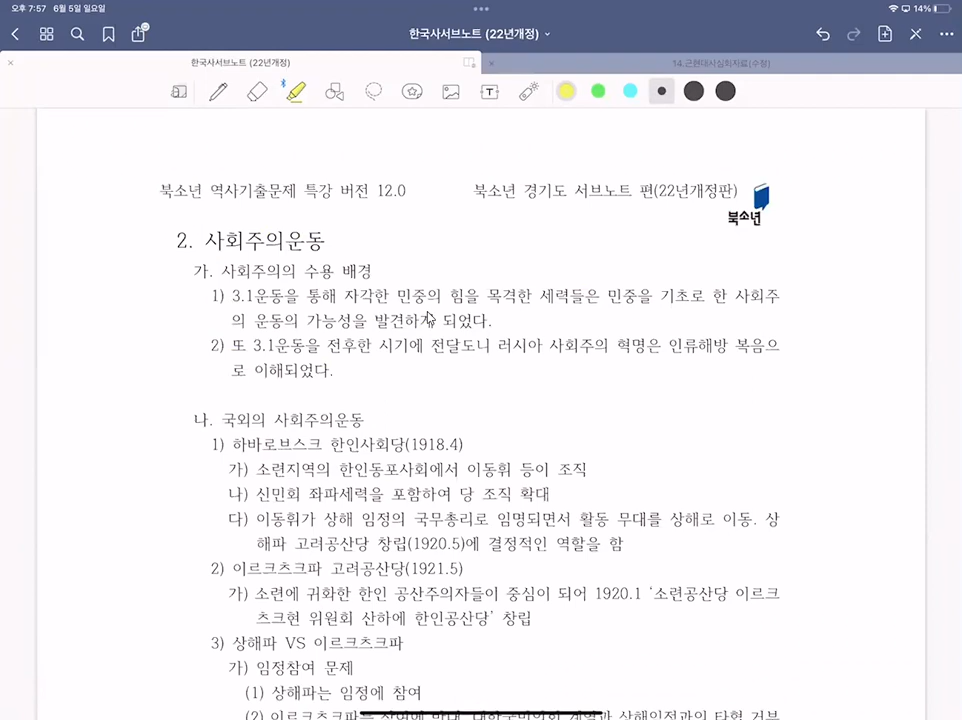 오후 7:57 6월 5일 일요일
14%
한국사서브노트 (22년개정)
한국사서브노트 (22년개정)
14.근현대사심화자료(수정)
북소년 역사기출문제 특강 버전 12.0
북소년 경기도 서브노트 편(22년개정판)
북소년
2. 사회주의운동
가. 사회주의의 수용 배경
1) 3.1운동을 통해 자각한 민중의 힘을 목격한 세력들은 민중을 기초로 한 사회주
의 운동의 가능성을 발견하게 되었다.
2) 또 3.1운동을 전후한 시기에 전달도니 러시아 사회주의 혁명은 인류해방 복음으
로 이해되었다.
나. 국외의 사회주의운동
1) 하바로브스크 한인사회당(1918.4)
가) 소련지역의 한인동포사회에서 이동휘 등이 조직
나) 신민회 좌파세력을 포함하여 당 조직 확대
다) 이동휘가 상해 임정의 국무총리로 임명되면서 활동 무대를 상해로 이동. 상
해파 고려공산당 창립(1920.5)에 결정적인 역할을 함
2) 이르크츠크파 고려공산당(1921.5)
가) 소련에 귀화한 한인 공산주의자들이 중심이 되어 1920.1 '소련공산당 이르크
츠크현 위원회 산하에 한인공산당' 창립
3) 상해파 VS 이르크츠크파
가) 임정참여 문제
(1) 상해파는 임정에 참여
(2) 이르크츠크파는